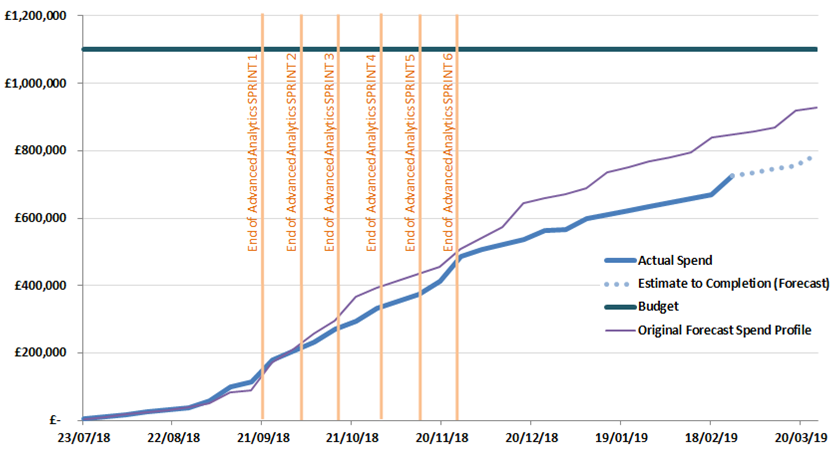 £1,200,000
£1,000,000
£800,000
£600,000
£400,000
£200,000
£-
End of Advanced Analytics SPRINT 1
End of Advanced Analytics SPRINT 2
End of Advanced Analytics SPRINT 3
End of Advanced Analytics SPRINT 4
End of Advanced Analytics SPRINT 5
End of Advanced Analytics SPRINT 6
Actual Spend
Estimate to Completion (Forecast)
Budget
Original Forecast Spend Profile
23/07/18 22/08/18 21/09/18 21/10/18 20/11/18 20/12/18 19/01/19 18/02/19 20/03/19